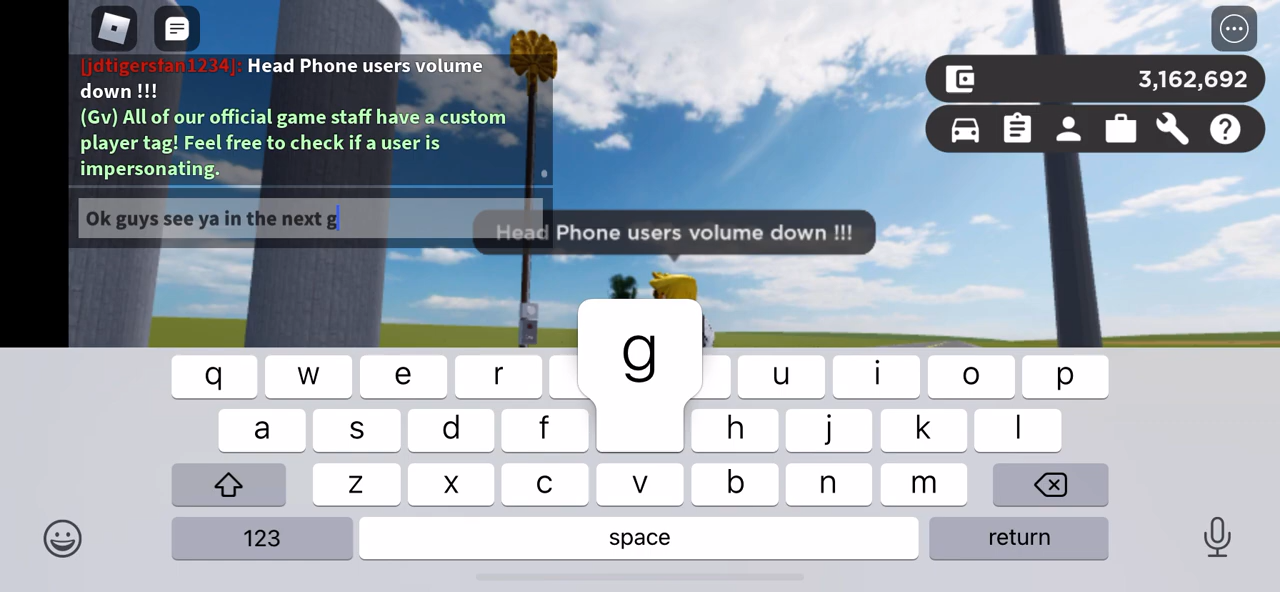 [jdtigersfan1234]: Head Phone users volume
down !!!
(Gv) All of our official game staff have a custom
player tag! Feel free to check if a user is
impersonating.
Ok guys see ya in the next g
3,162,692
Head Phone users volume down !!!
g
q w e r u i o p
a s d f h j k l
z x c v b n m
123 space return